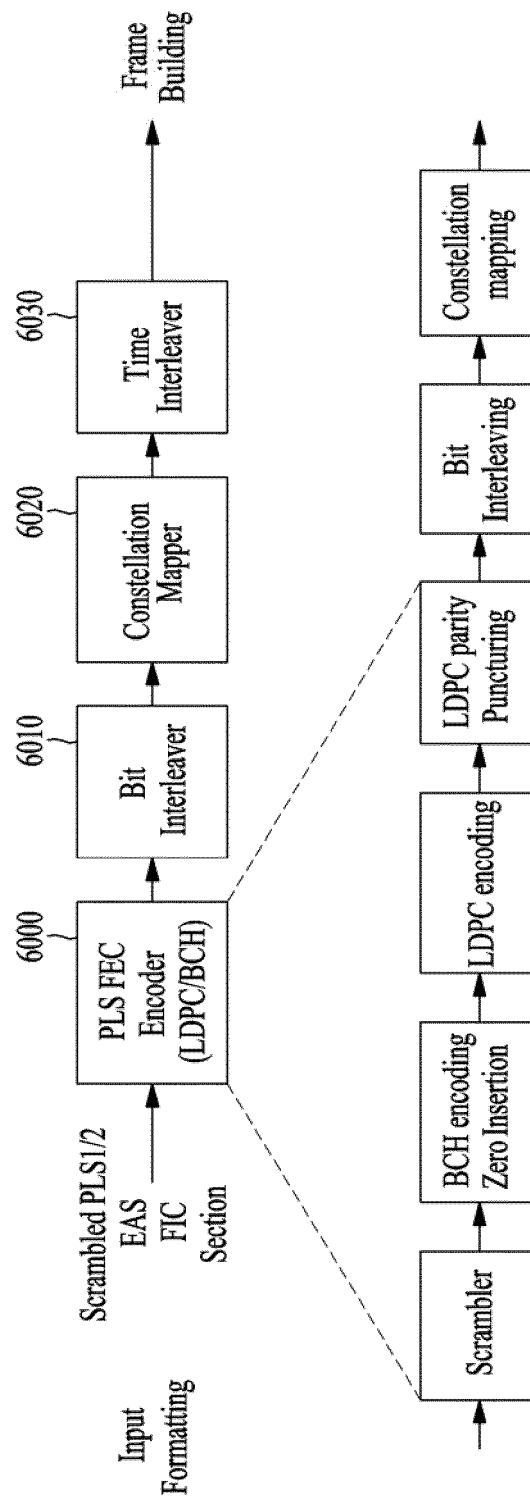 Input
Formatting
Scrambled PLS1/2
EAS
FIC
Section
6000
PLS FEC
Encoder
(LDPC/BCH)
6010
Bit
Interleaver
6020
Constellation
Mapper
6030
Time
Interleaver
Frame
Building
Scrambler
BCH encoding
Zero Insertion
LDPC encoding
LDPC parity
Puncturing
Bit
Interleaving
Constellation
mapping